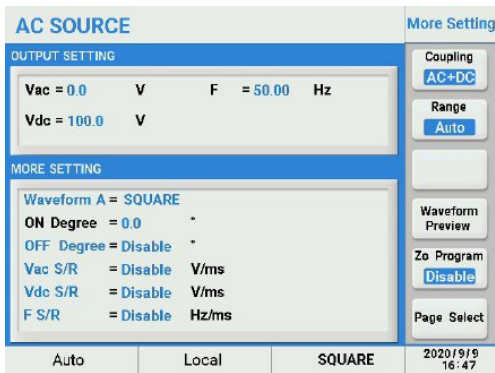 AC SOURCE
OUTPUT SETTING
Vac = 0.0 V F = 50.00 Hz
Vdc = 100.0 V
MORE SETTING
Waveform A = SQUARE
ON Degree = 0.0 °
OFF Degree = Disable °
Vac S/R = Disable V/ms
Vdc S/R = Disable V/ms
F S/R = Disable Hz/ms
Auto Local SQUARE
More Setting
Coupling
AC+DC
Range
Auto
Waveform
Preview
Zo Program
Disable
Page Select
2020/9/9
16:47